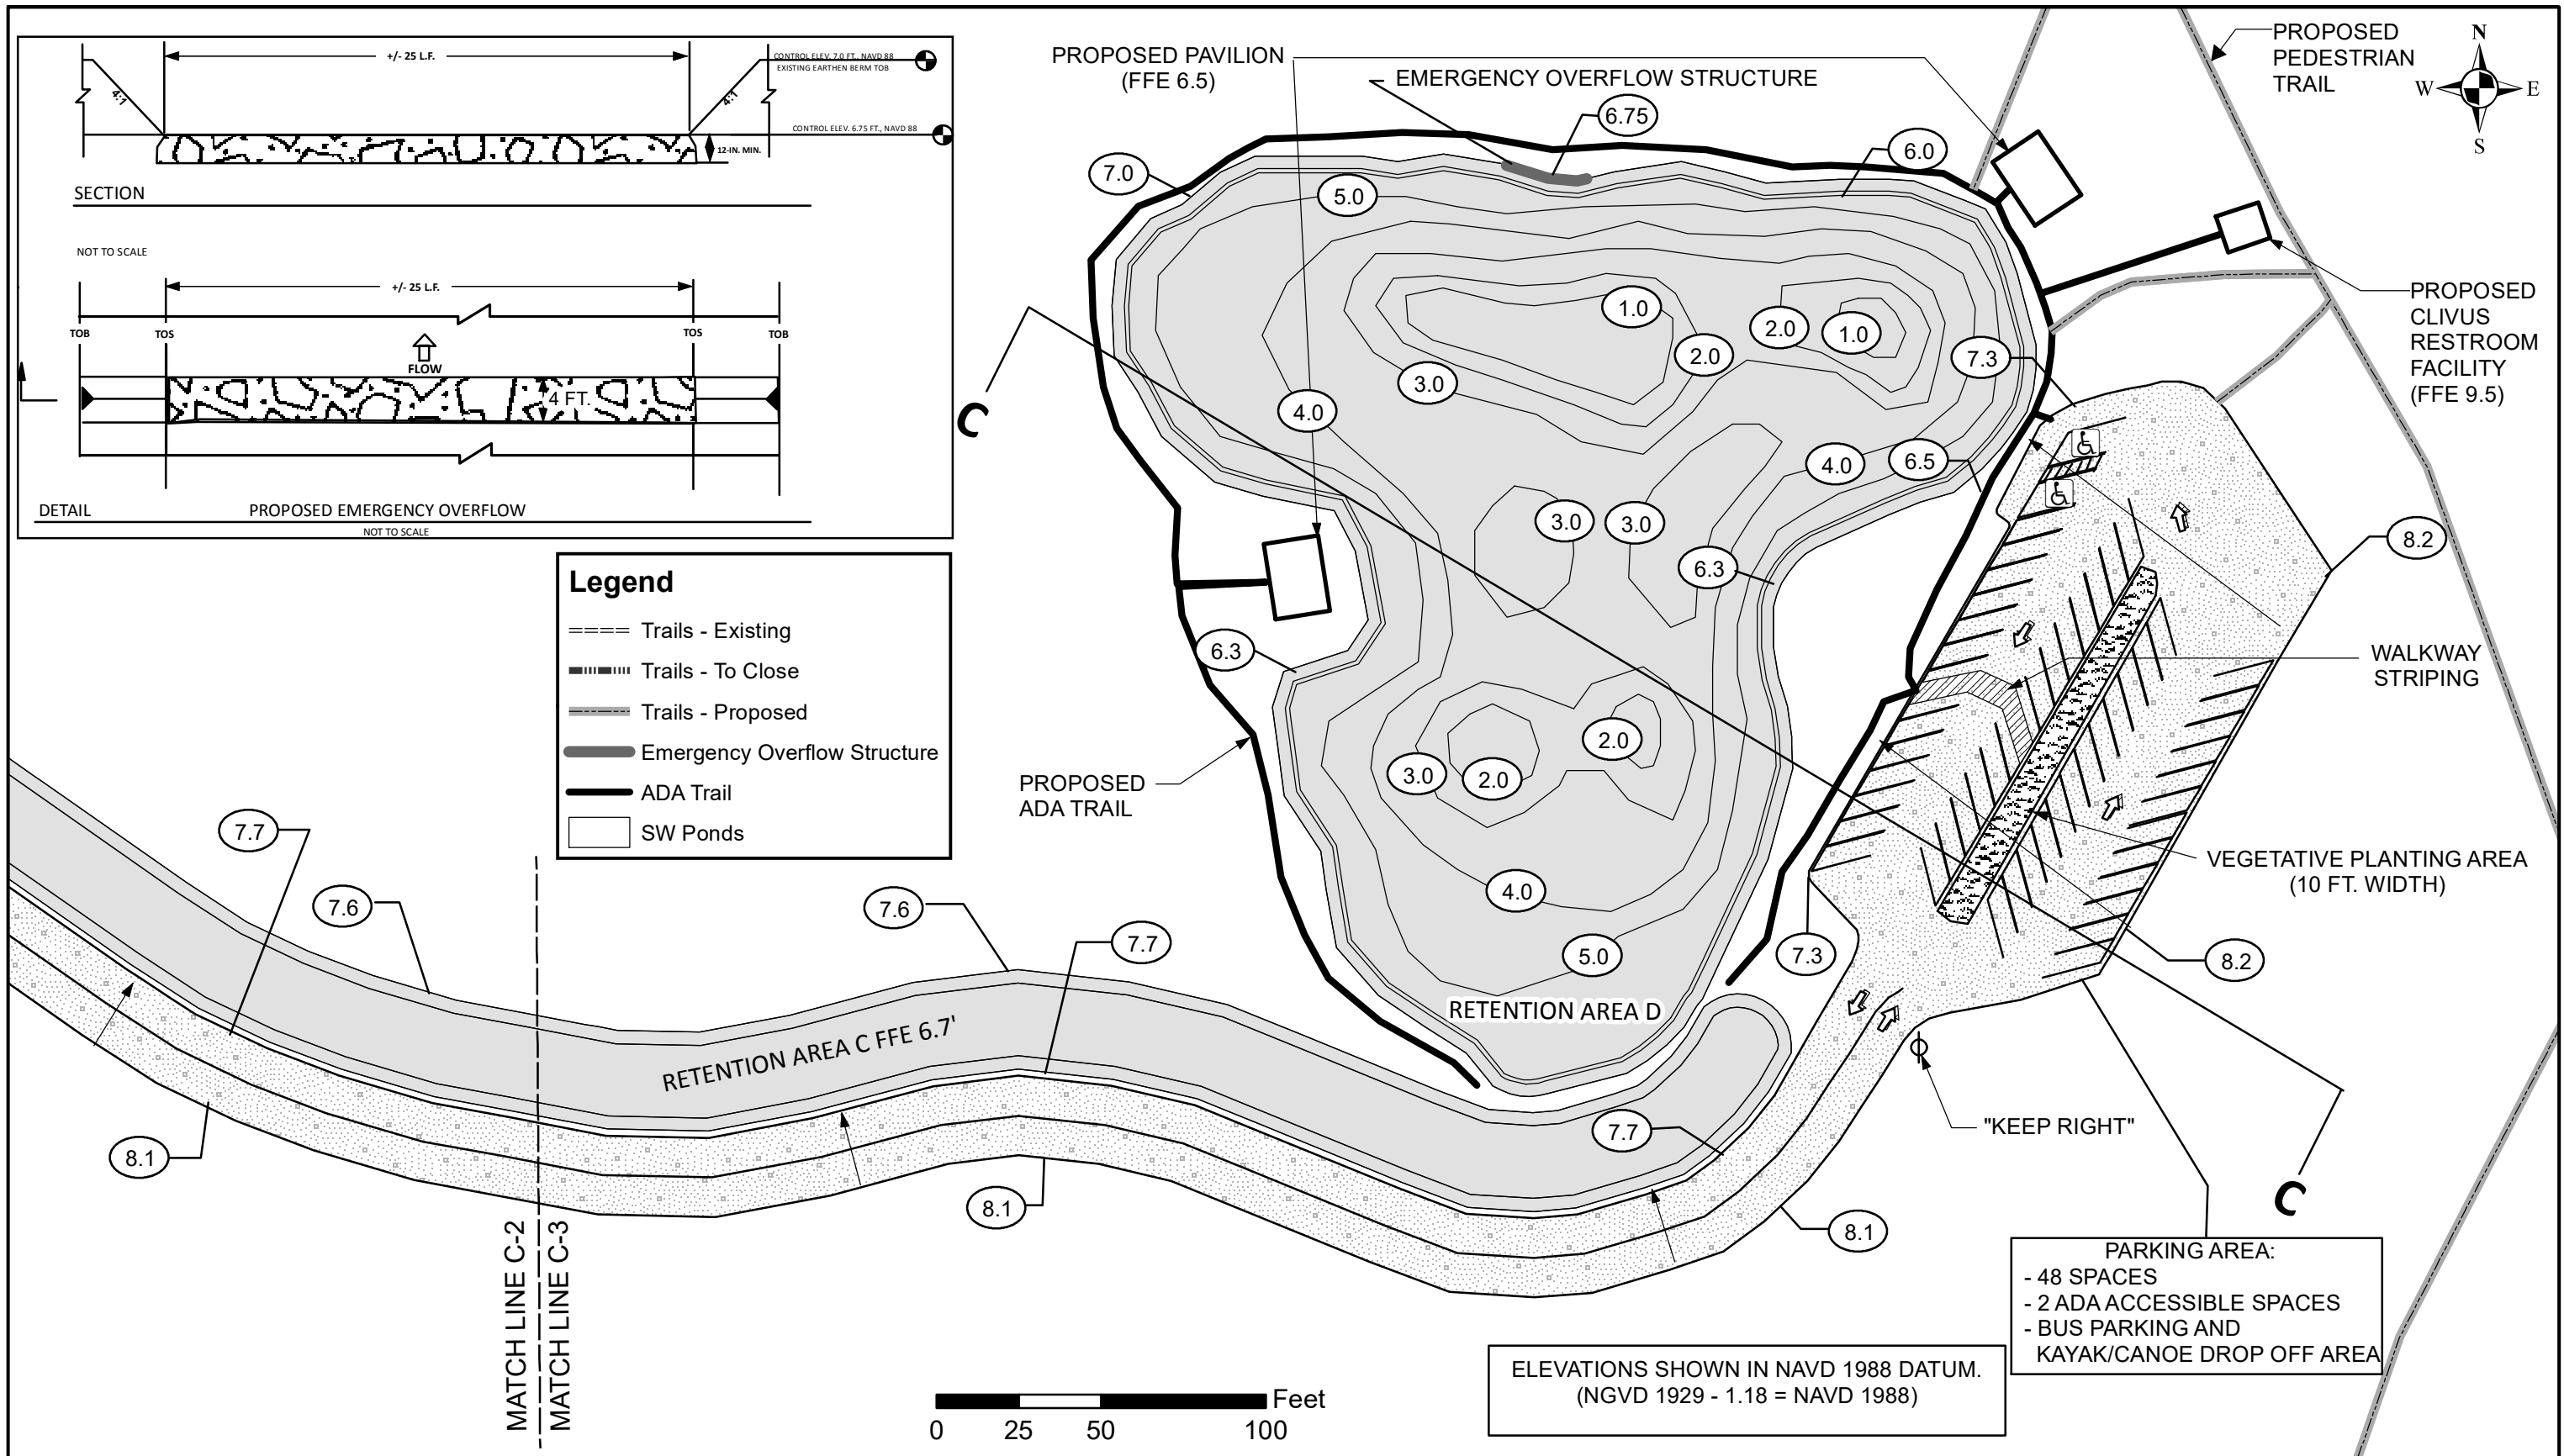 +/- 25 L.F.
CONTROL ELEV. 7.0 FT., NAVD 88
EXISTING EARTHEN BERM TOB
4:1
4:1
CONTROL ELEV. 6.75 FT., NAVD 88
12-IN. MIN.
SECTION
NOT TO SCALE
+/- 25 L.F.
TOB
TOS
TOS
TOB
FLOW
4 FT.
DETAIL
PROPOSED EMERGENCY OVERFLOW
NOT TO SCALE
Legend
Trails - Existing
Trails - To Close
Trails - Proposed
Emergency Overflow Structure
ADA Trail
SW Ponds
PROPOSED PAVILION
(FFE 6.5)
EMERGENCY OVERFLOW STRUCTURE
6.75
PROPOSED
PEDESTRIAN
TRAIL
N
W
E
S
7.0
5.0
6.0
1.0
2.0
2.0
1.0
7.3
PROPOSED
CLIVUS
RESTROOM
FACILITY
(FFE 9.5)
3.0
4.0
C
4.0
6.5
3.0
3.0
6.3
8.2
6.3
WALKWAY
STRIPING
PROPOSED
ADA TRAIL
3.0
2.0
2.0
4.0
VEGETATIVE PLANTING AREA
(10 FT. WIDTH)
5.0
7.3
8.2
RETENTION AREA D
7.7
7.6
7.6
7.7
RETENTION AREA C FFE 6.7'
8.1
8.1
7.7
8.1
"KEEP RIGHT"
C
MATCH LINE C-2
MATCH LINE C-3
PARKING AREA:
- 48 SPACES
- 2 ADA ACCESSIBLE SPACES
- BUS PARKING AND
KAYAK/CANOE DROP OFF AREA
ELEVATIONS SHOWN IN NAVD 1988 DATUM.
(NGVD 1929 - 1.18 = NAVD 1988)
Feet
0 25 50 100